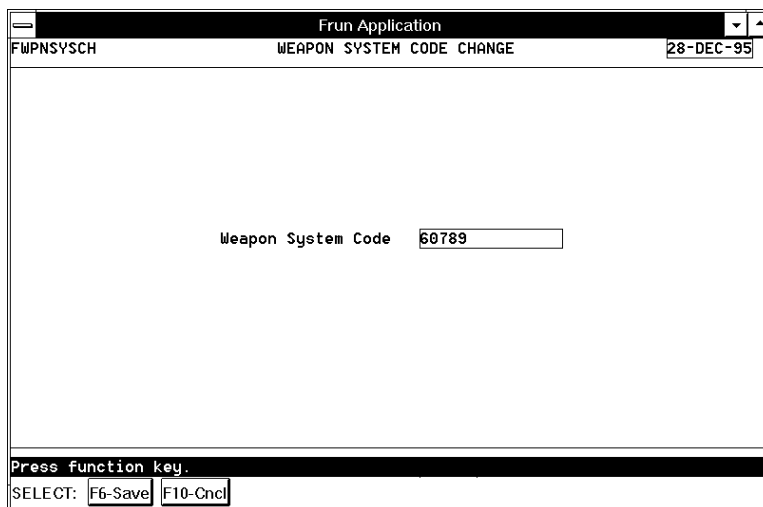 Frun Application
FWPNSYSCH WEAPON SYSTEM CODE CHANGE 28-DEC-95
Weapon System Code 60789
Press function key.
SELECT: F6-Save F10-Cncl